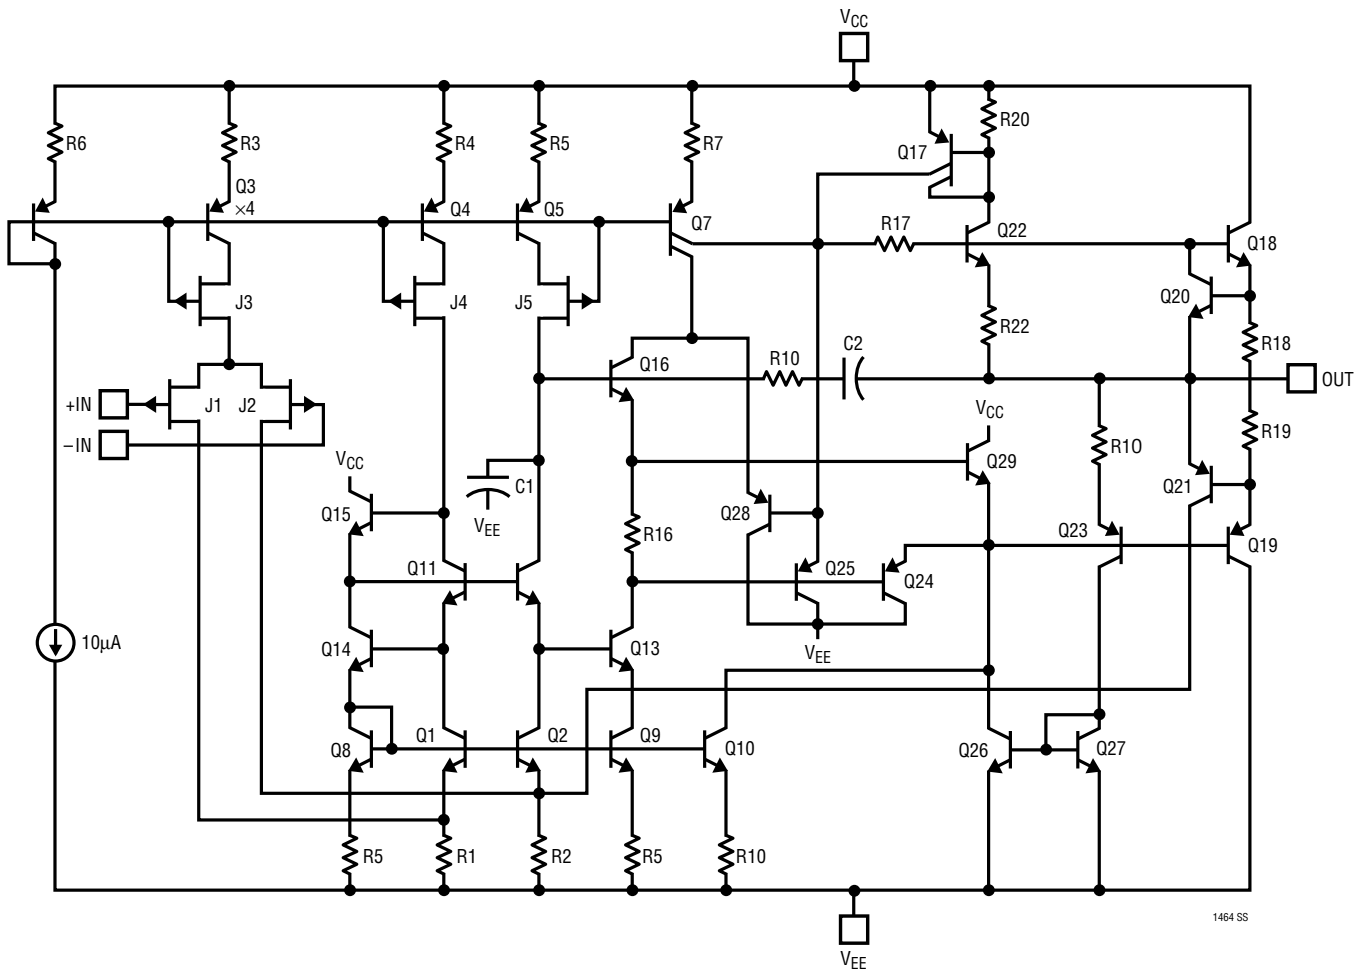 VCC
R6
R3
R4
R5
R7
R20
Q17
Q3
×4
Q4
Q5
Q7
R17
Q22
Q18
J3
J4
J5
Q20
R22
R18
C2
Q16
R10
OUT
+IN
J1
J2
−IN
VCC
R10
R19
VCC
Q29
C1
Q15
VEE
Q28
Q21
R16
Q23
Q19
Q11
Q25
Q24
10µA
Q14
Q13
VEE
Q8
Q1
Q2
Q9
Q10
Q26
Q27
R5
R1
R2
R5
R10
1464 SS
VEE